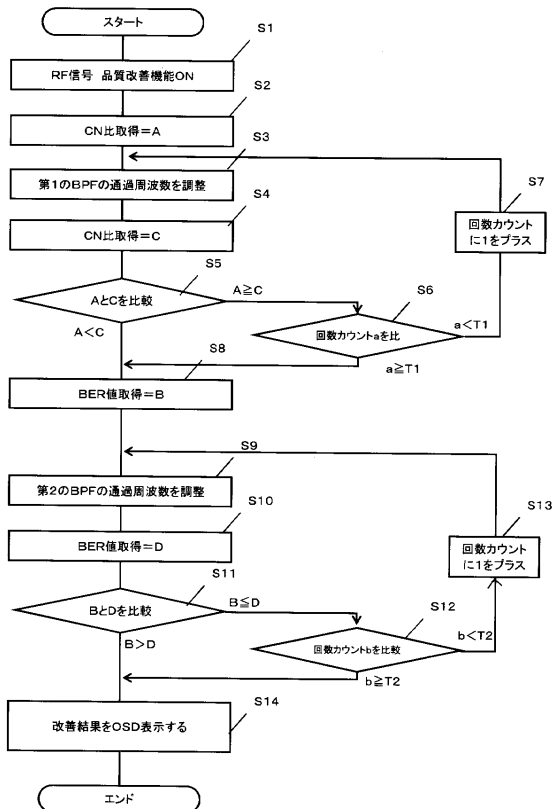 スタート
S1
RF信号 品質改善機能ON
S2
CN比取得=A
S3
第1のBPFの通過周波数を調整
S4
CN比取得=C
S5
AとCを比較
A≧C
A<C
S6
回数カウントaを比
a<T1
a≧T1
S7
回数カウント
に1をプラス
S8
BER値取得=B
S9
第2のBPFの通過周波数を調整
S10
BER値取得=D
S11
BとDを比較
B≦D
B>D
S12
回数カウントbを比較
b<T2
b≧T2
S13
回数カウント
に1をプラス
S14
改善結果をOSD表示する
エンド